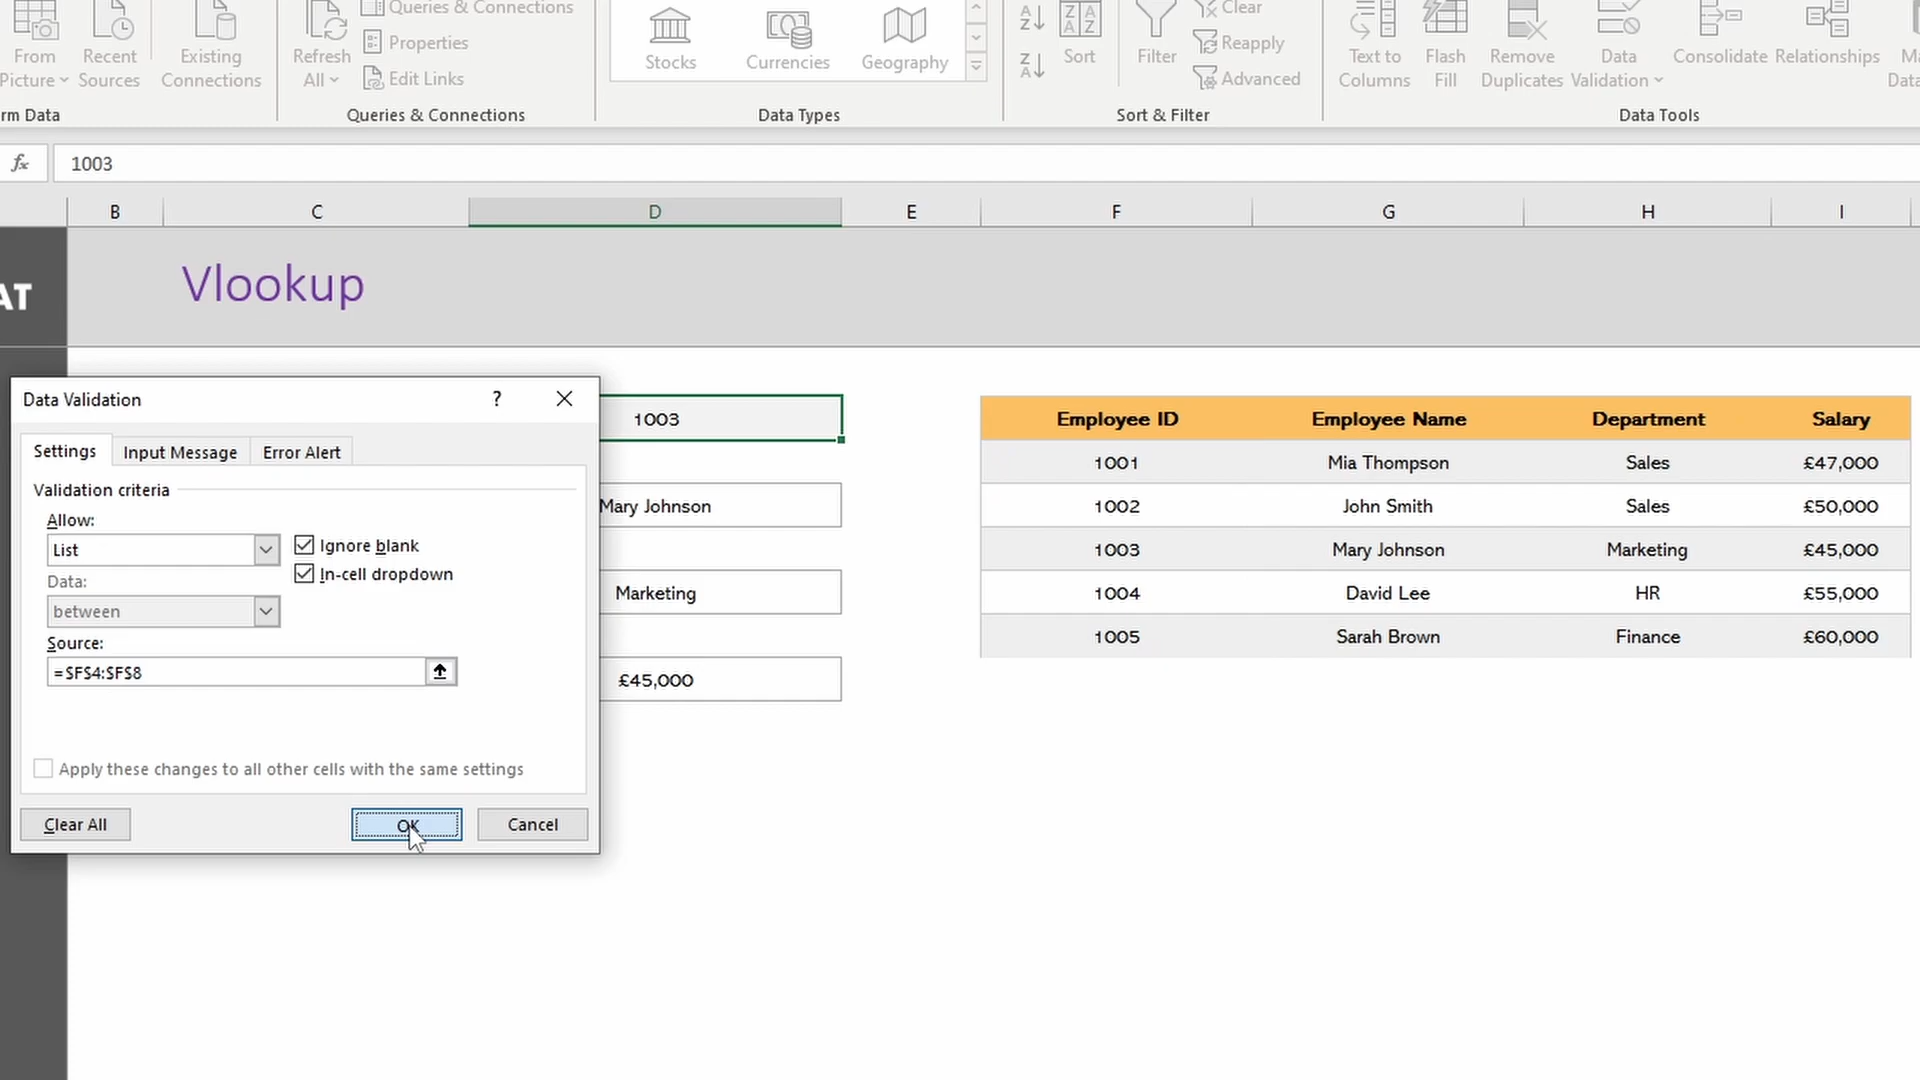 Queries & Connections
Clear
From
Picture
Recent
Sources
Existing
Connections
Refresh
All
Properties
Edit Links
Stocks
Currencies
Geography
Sort
Filter
Reapply
Advanced
Text to
Columns
Flash
Fill
Remove
Duplicates
Data
Validation
Consolidate
Relationships
rm Data
Queries & Connections
Data Types
Sort & Filter
Data Tools
fx 1003
B C D E F G H I
AT
Vlookup
Data Validation ?
Settings Input Message Error Alert
Validation criteria
Allow:
List
Ignore blank
In-cell dropdown
Data:
between
Source:
=$F$4:$F$8
Apply these changes to all other cells with the same settings
Clear All OK Cancel
1003
Mary Johnson
Marketing
£45,000
Employee ID Employee Name Department Salary
1001 Mia Thompson Sales £47,000
1002 John Smith Sales £50,000
1003 Mary Johnson Marketing £45,000
1004 David Lee HR £55,000
1005 Sarah Brown Finance £60,000